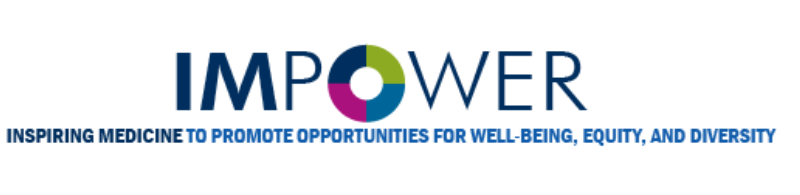 IMPOWER
INSPIRING MEDICINE TO PROMOTE OPPORTUNITIES FOR WELL-BEING, EQUITY, AND DIVERSITY